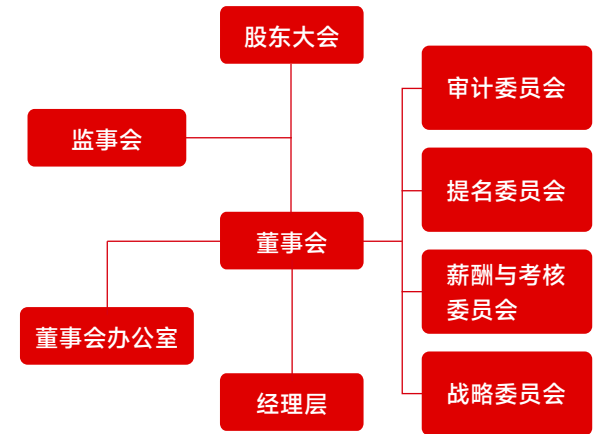 股东大会
监事会
董事会
董事会办公室
经理层
审计委员会
提名委员会
薪酬与考核
委员会
战略委员会